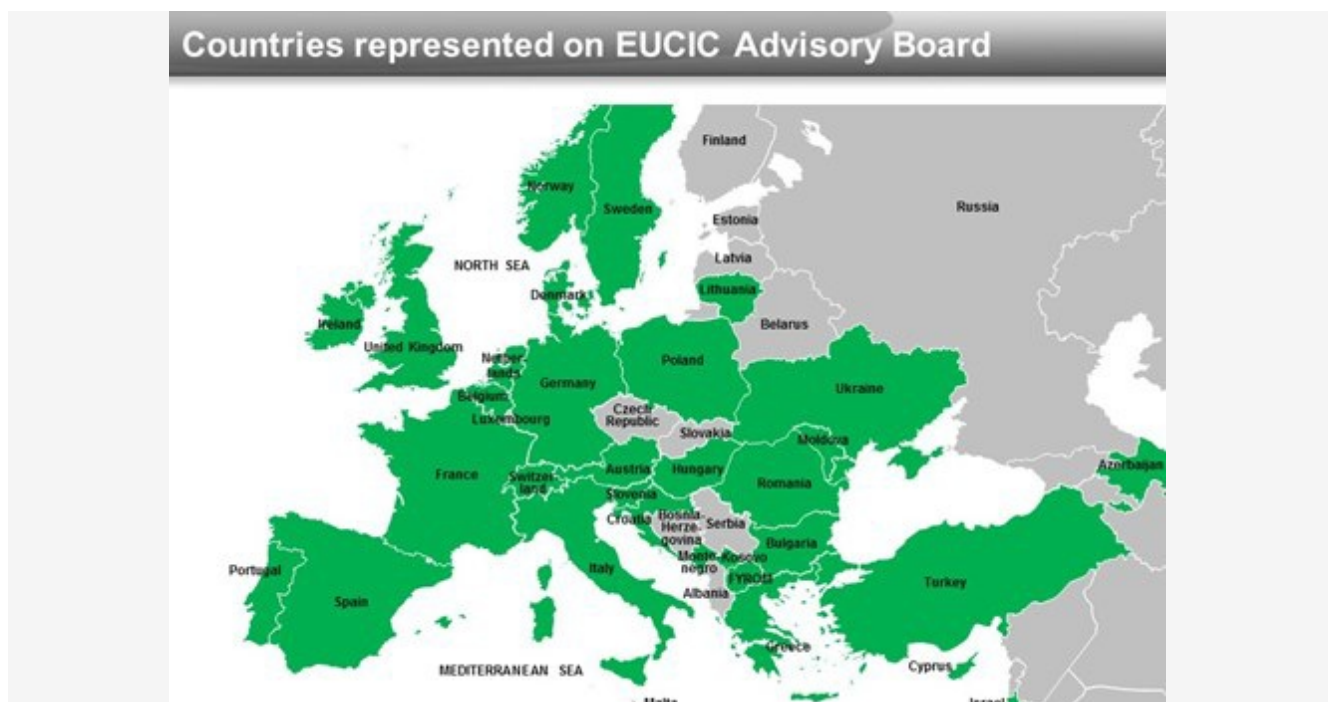 Countries represented on EUCIC Advisory Board
Finland
Norway
Sweden
Russia
Estonia
NORTH SEA
Latvia
Denmark
Lithuania
Ireland
Belarus
United Kingdom
Nether-
lands
Poland
Germany
Ukraine
Belgium
Czech
Republic
Luxembourg
Slovakia
Moldova
France
Switzer-
land
Austria
Hungary
Azerbaijan
Romania
Slovenia
Croatia
Bosnia-
Herze-
govina
Serbia
Bulgaria
Monte-
negro
Kosovo
Italy
FYROM
Portugal
Albania
Turkey
Spain
Greece
Cyprus
MEDITERRANEAN SEA
Malta
Israel